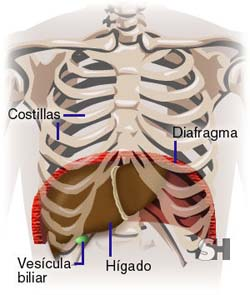 Costillas
Diafragma
Vesícula
biliar
Hígado
SH